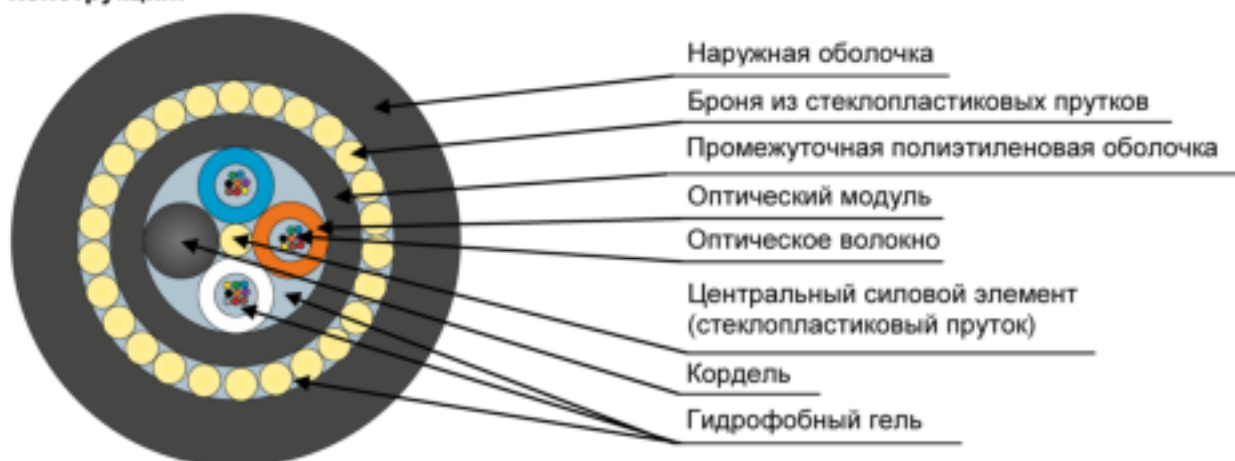 Наружная оболочка
Броня из стеклопластиковых прутков
Промежуточная полиэтиленовая оболочка
Оптический модуль
Оптическое волокно
Центральный силовой элемент
(стеклопластиковый пруток)
Кордель
Гидрофобный гель